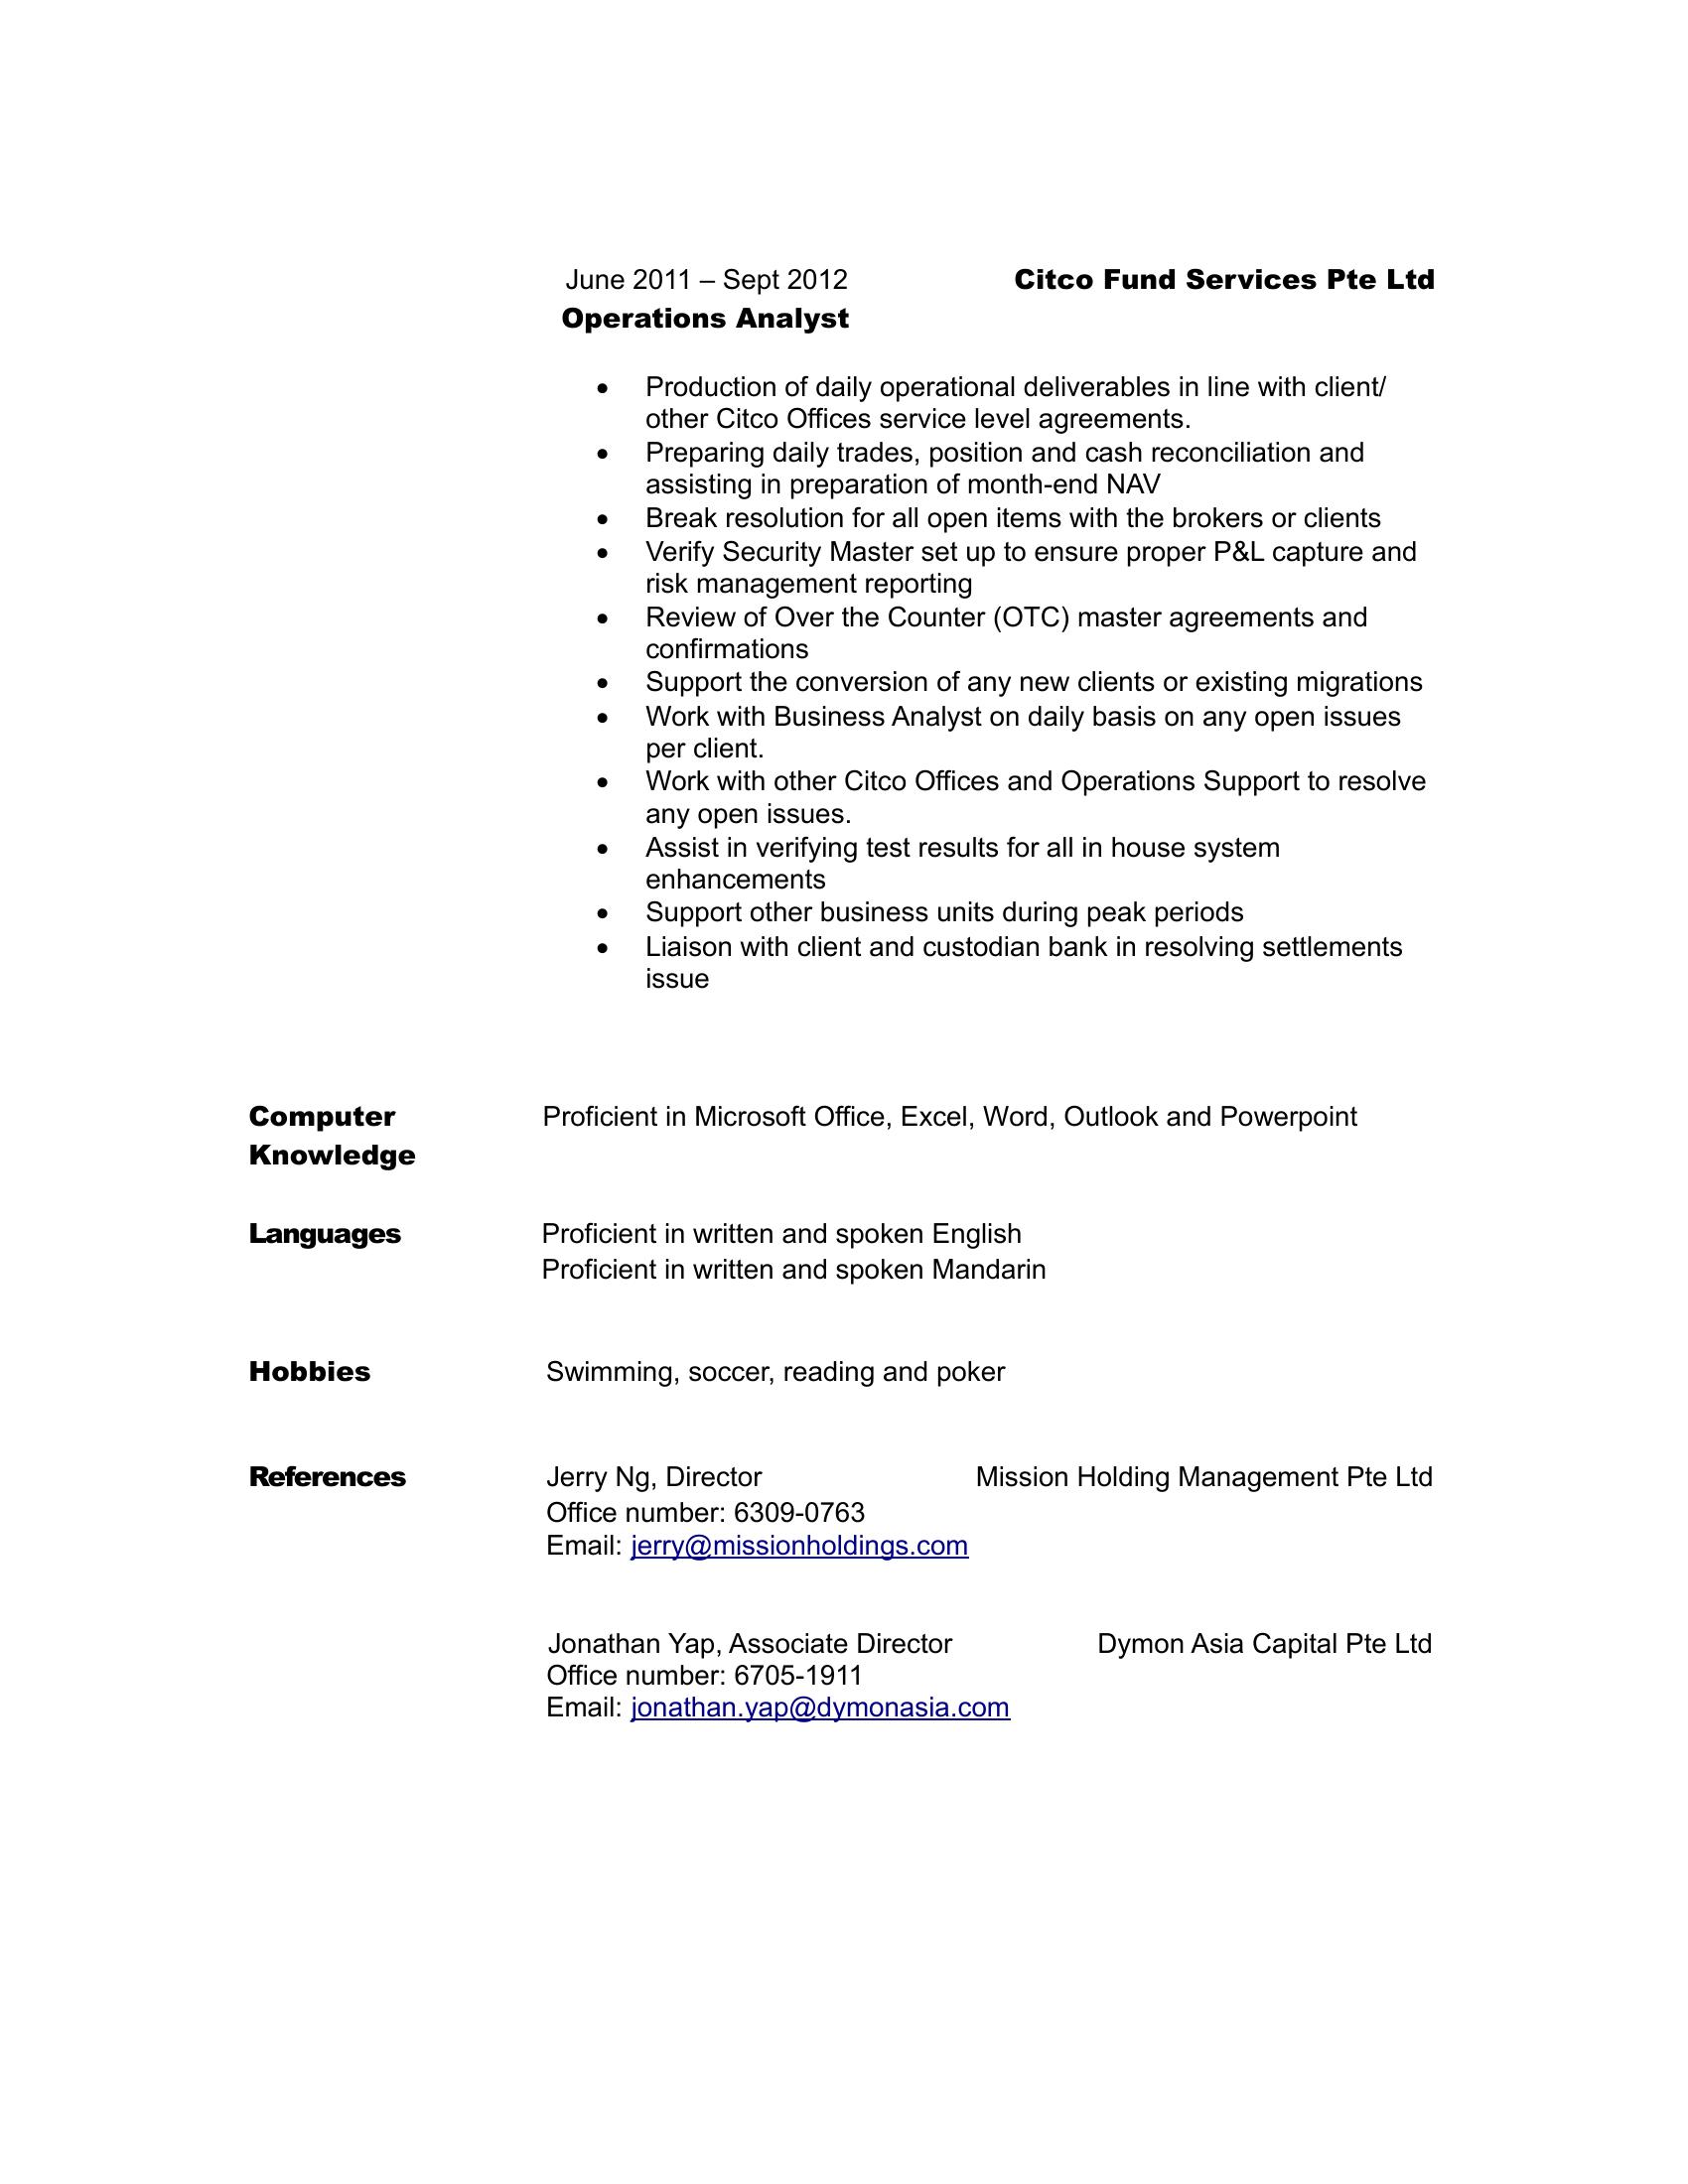 June 2011 – Sept 2012 Citco Fund Services Pte Ltd
Operations Analyst
• Production of daily operational deliverables in line with client/
other Citco Offices service level agreements.
• Preparing daily trades, position and cash reconciliation and
assisting in preparation of month-end NAV
• Break resolution for all open items with the brokers or clients
• Verify Security Master set up to ensure proper P&L capture and
risk management reporting
• Review of Over the Counter (OTC) master agreements and
confirmations
• Support the conversion of any new clients or existing migrations
• Work with Business Analyst on daily basis on any open issues
per client.
• Work with other Citco Offices and Operations Support to resolve
any open issues.
• Assist in verifying test results for all in house system
enhancements
• Support other business units during peak periods
• Liaison with client and custodian bank in resolving settlements
issue
Computer Proficient in Microsoft Office, Excel, Word, Outlook and Powerpoint
Knowledge
Languages Proficient in written and spoken English
Proficient in written and spoken Mandarin
Hobbies Swimming, soccer, reading and poker
References Jerry Ng, Director Mission Holding Management Pte Ltd
Office number: 6309-0763
Email: jerry@missionholdings.com
Jonathan Yap, Associate Director Dymon Asia Capital Pte Ltd
Office number: 6705-1911
Email: jonathan.yap@dymonasia.com